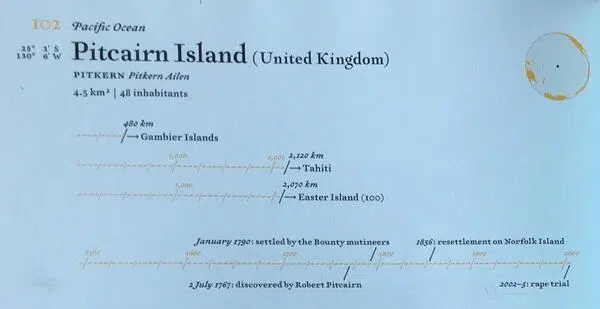 102 Pacific Ocean
25° 3' S
130° 6' W
Pitcairn Island (United Kingdom)
PITKERN Pitkern Ailen
4.5 km² | 48 inhabitants
480 km
Gambier Islands
1,000 2,000 2,120 km
Tahiti
1,000 2,070 km
Easter Island (100)
January 1790: settled by the Bounty mutineers 1856: resettlement on Norfolk Island
1500 1600 1700 1800 1900 2000
2 July 1767: discovered by Robert Pitcairn 2002–5: rape trial